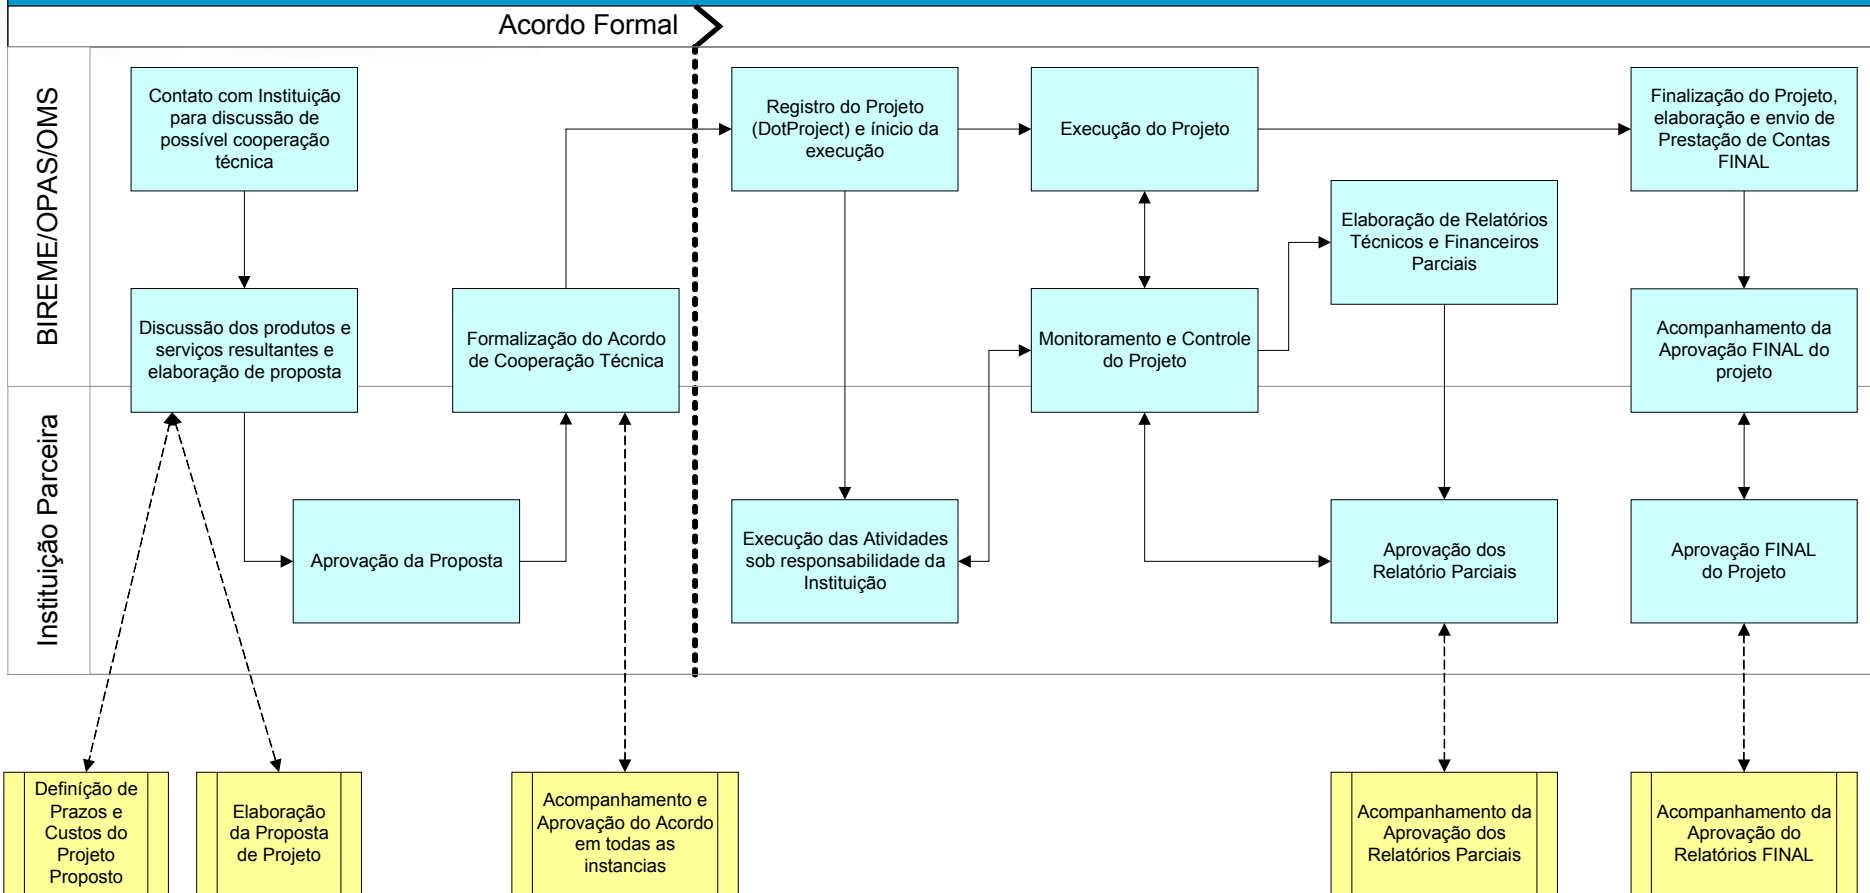 Acordo Formal
BIREME/OPAS/OMS
Contato com Instituição
para discussão de
possível cooperação
técnica
Registro do Projeto
(DotProject) e ínicio da
execução
Execução do Projeto
Finalização do Projeto,
elaboração e envio de
Prestação de Contas
FINAL
Elaboração de Relatórios
Técnicos e Financeiros
Parciais
Discussão dos produtos e
serviços resultantes e
elaboração de proposta
Formalização do Acordo
de Cooperação Técnica
Monitoramento e Controle
do Projeto
Acompanhamento da
Aprovação FINAL do
projeto
Instituição Parceira
Aprovação da Proposta
Execução das Atividades
sob responsabilidade da
Instituição
Aprovação dos
Relatório Parciais
Aprovação FINAL
do Projeto
Definíção de
Prazos e
Custos do
Projeto
Proposto
Elaboração
da Proposta
de Projeto
Acompanhamento e
Aprovação do Acordo
em todas as
instancias
Acompanhamento da
Aprovação dos
Relatórios Parciais
Acompanhamento da
Aprovação do
Relatórios FINAL